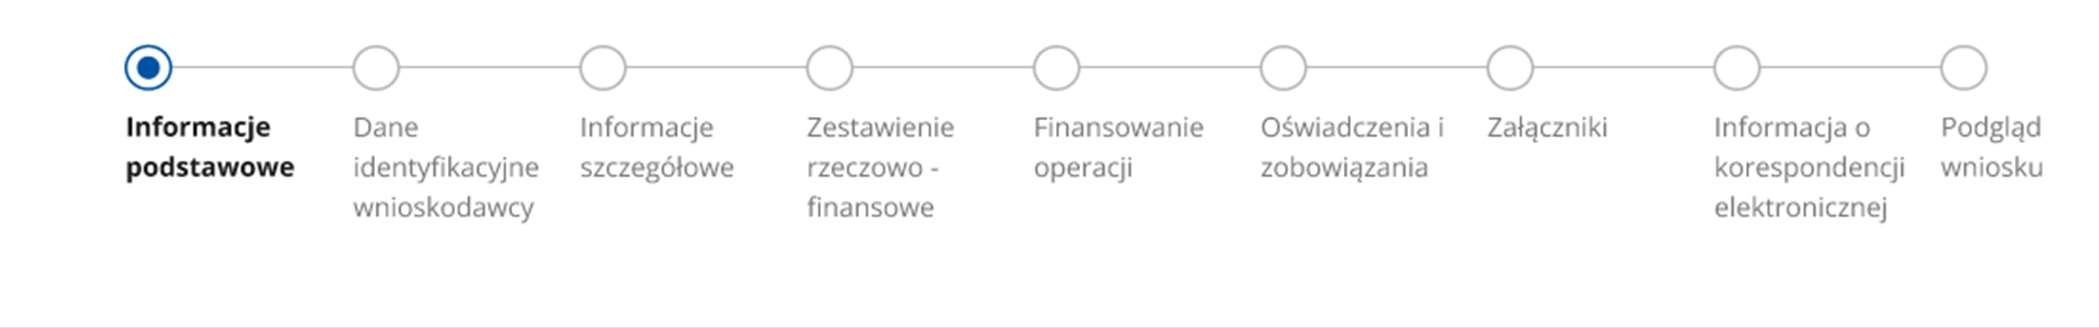 Informacje
podstawowe
Dane
identyfikacyjne
wnioskodawcy
Informacje
szczegółowe
Zestawienie
rzeczowo -
finansowe
Finansowanie
operacji
Oświadczenia i
zobowiązania
Załączniki
Informacja o
korespondencji
elektronicznej
Podgląd
wniosku